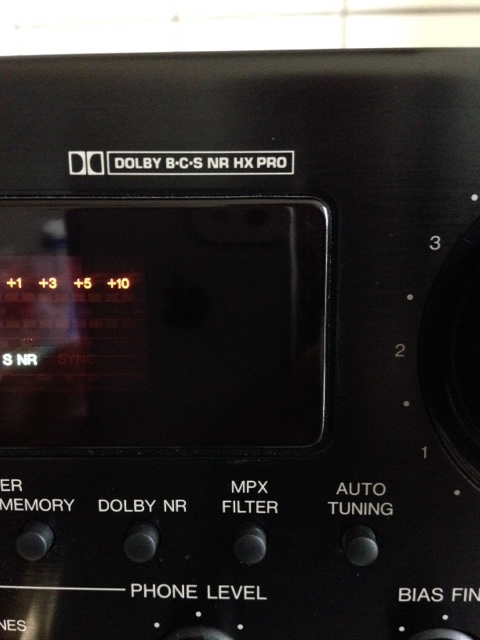 DOLBY B·C·S NR HX PRO
3
+1 +3 +5 +10
2
S NR SYNC
1
ER
MEMORY
DOLBY NR
MPX
FILTER
AUTO
TUNING
PHONE LEVEL
BIAS FIN
NES